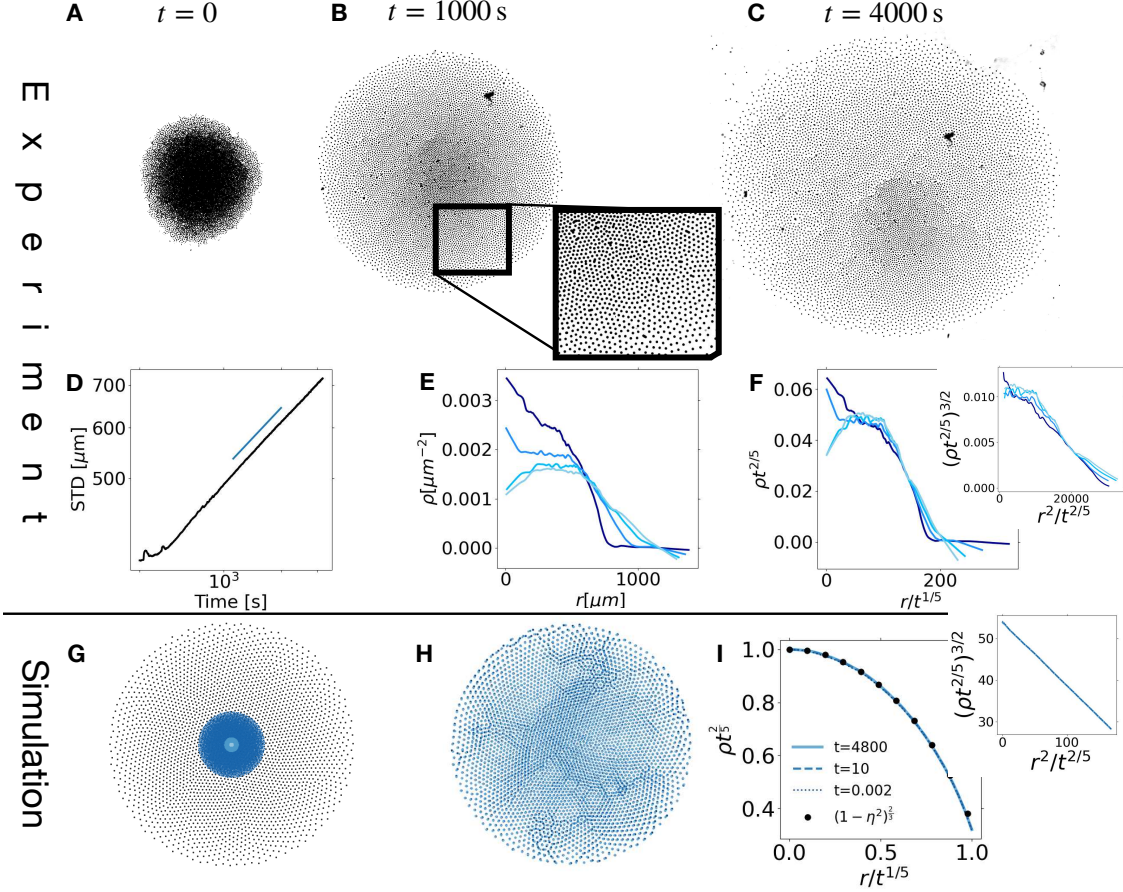 A
t = 0
B
t = 1000 s
C
t = 4000 s
Experiment
D
700
600
500
STD [μm]
10³
Time [s]
E
0.003
0.002
0.001
0.000
ρ[μm⁻²]
0
1000
r[μm]
F
0.06
0.04
0.02
0.00
ρt^{2/5}
0
200
r/t^{1/5}
0.010
0.005
0.000
(ρt^{2/5})^{3/2}
0
20000
r²/t^{2/5}
Simulation
G
H
I
1.0
0.8
0.6
0.4
ρt^{2/5}
t=4800
t=10
t=0.002
(1 − η²)^{2/3}
0.0
0.5
1.0
r/t^{1/5}
50
40
30
(ρt^{2/5})^{3/2}
0
100
r²/t^{2/5}